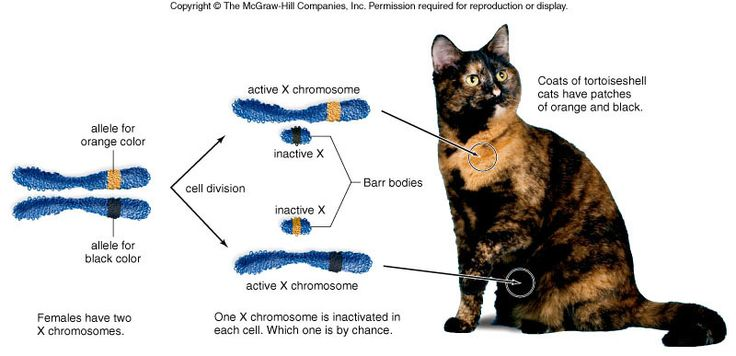 Copyright © The McGraw-Hill Companies, Inc. Permission required for reproduction or display.
allele for
orange color
allele for
black color
Females have two
X chromosomes.
cell division
active X chromosome
inactive X
Barr bodies
inactive X
active X chromosome
One X chromosome is inactivated in
each cell. Which one is by chance.
Coats of tortoiseshell
cats have patches
of orange and black.